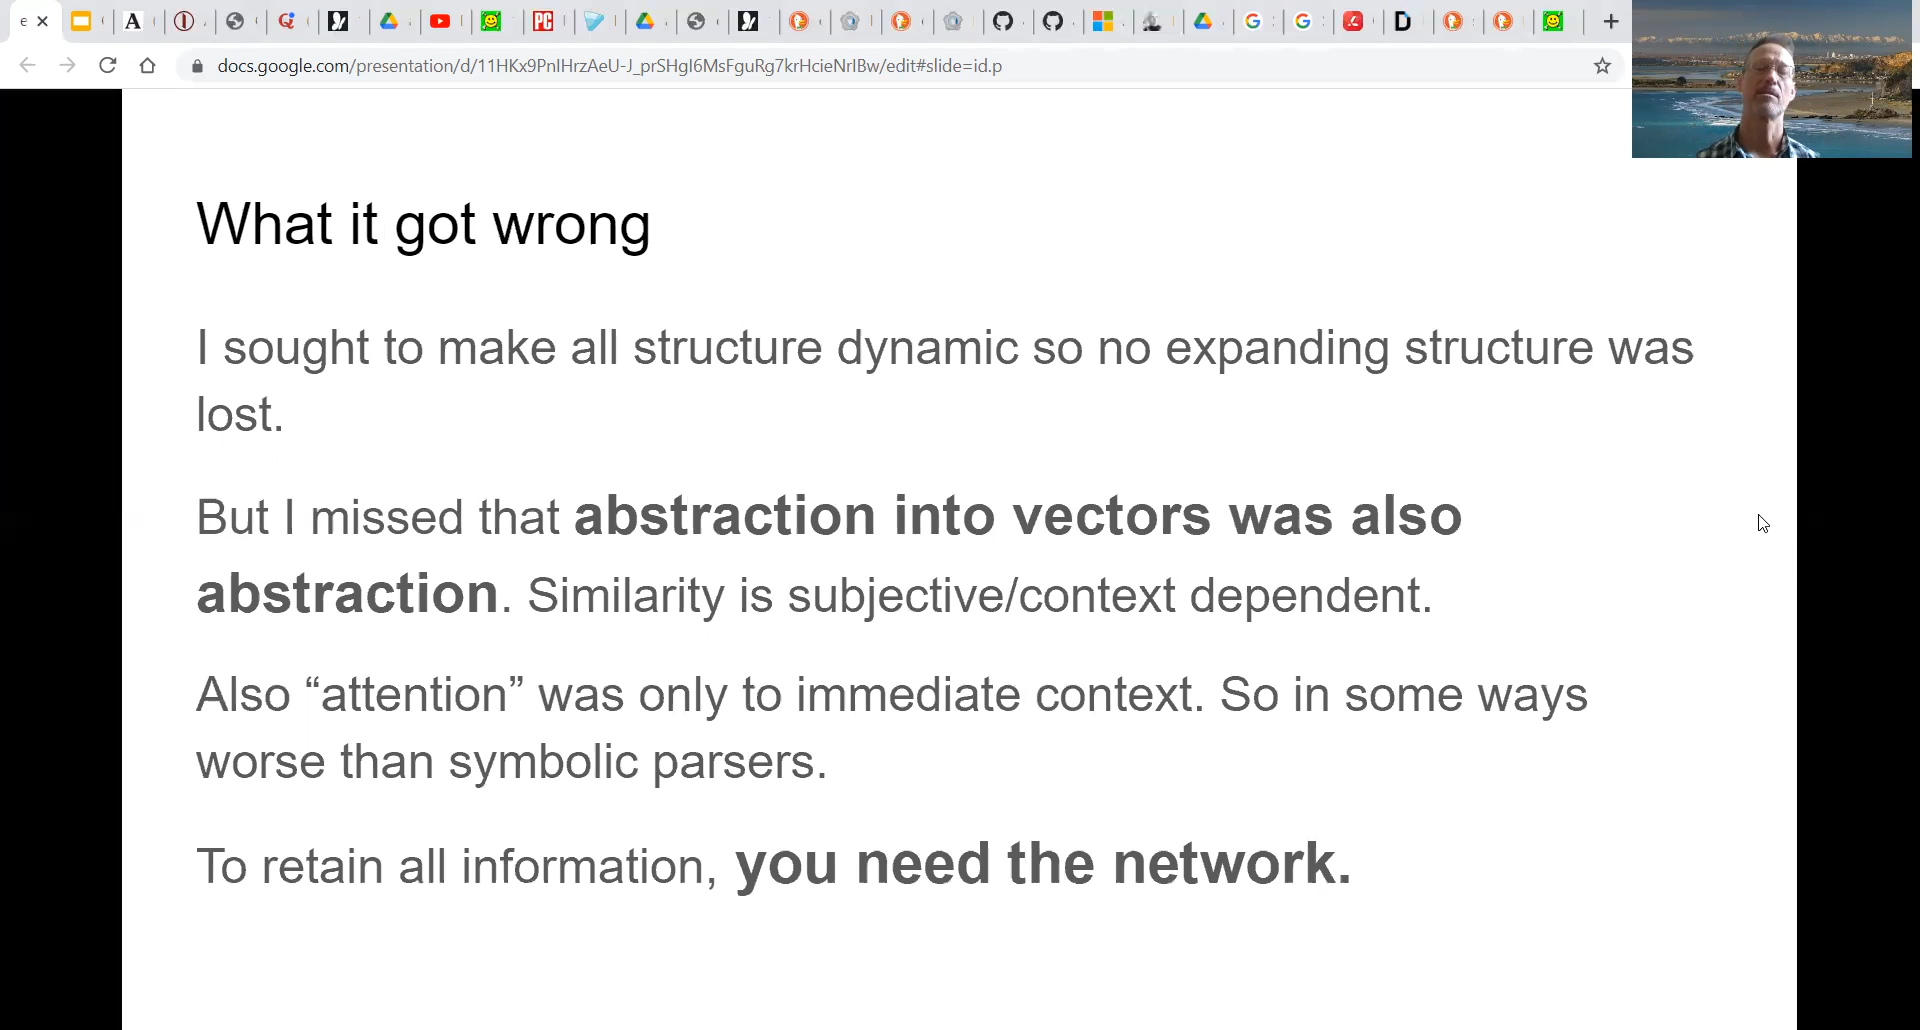 e
A
PC
G
G
D
docs.google.com/presentation/d/11HKx9PnIHrzAeU-J_prSHgI6MsFguRg7krHcieNrIBw/edit#slide=id.p
What it got wrong
I sought to make all structure dynamic so no expanding structure was
lost.
But I missed that abstraction into vectors was also
abstraction. Similarity is subjective/context dependent.
Also “attention” was only to immediate context. So in some ways
worse than symbolic parsers.
To retain all information, you need the network.